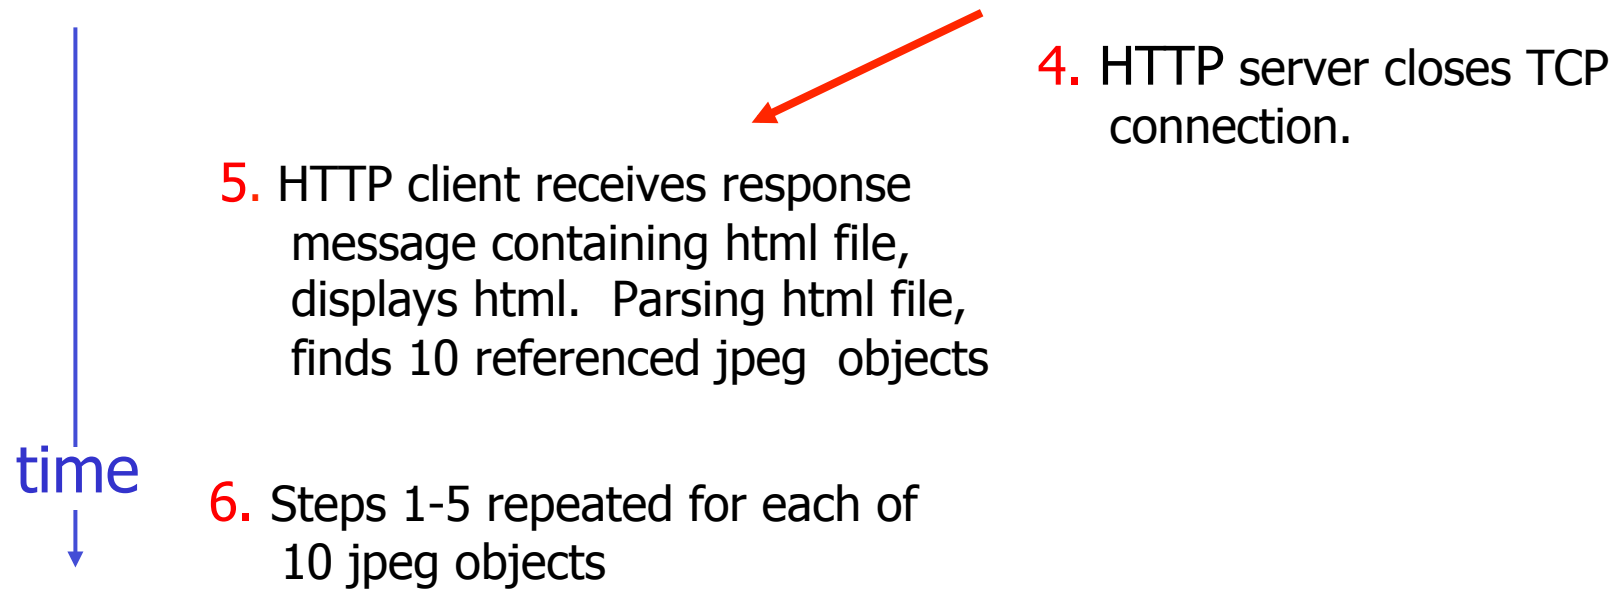 4. HTTP server closes TCP
connection.
5. HTTP client receives response
message containing html file,
displays html.  Parsing html file,
finds 10 referenced jpeg  objects
time
6. Steps 1-5 repeated for each of
10 jpeg objects